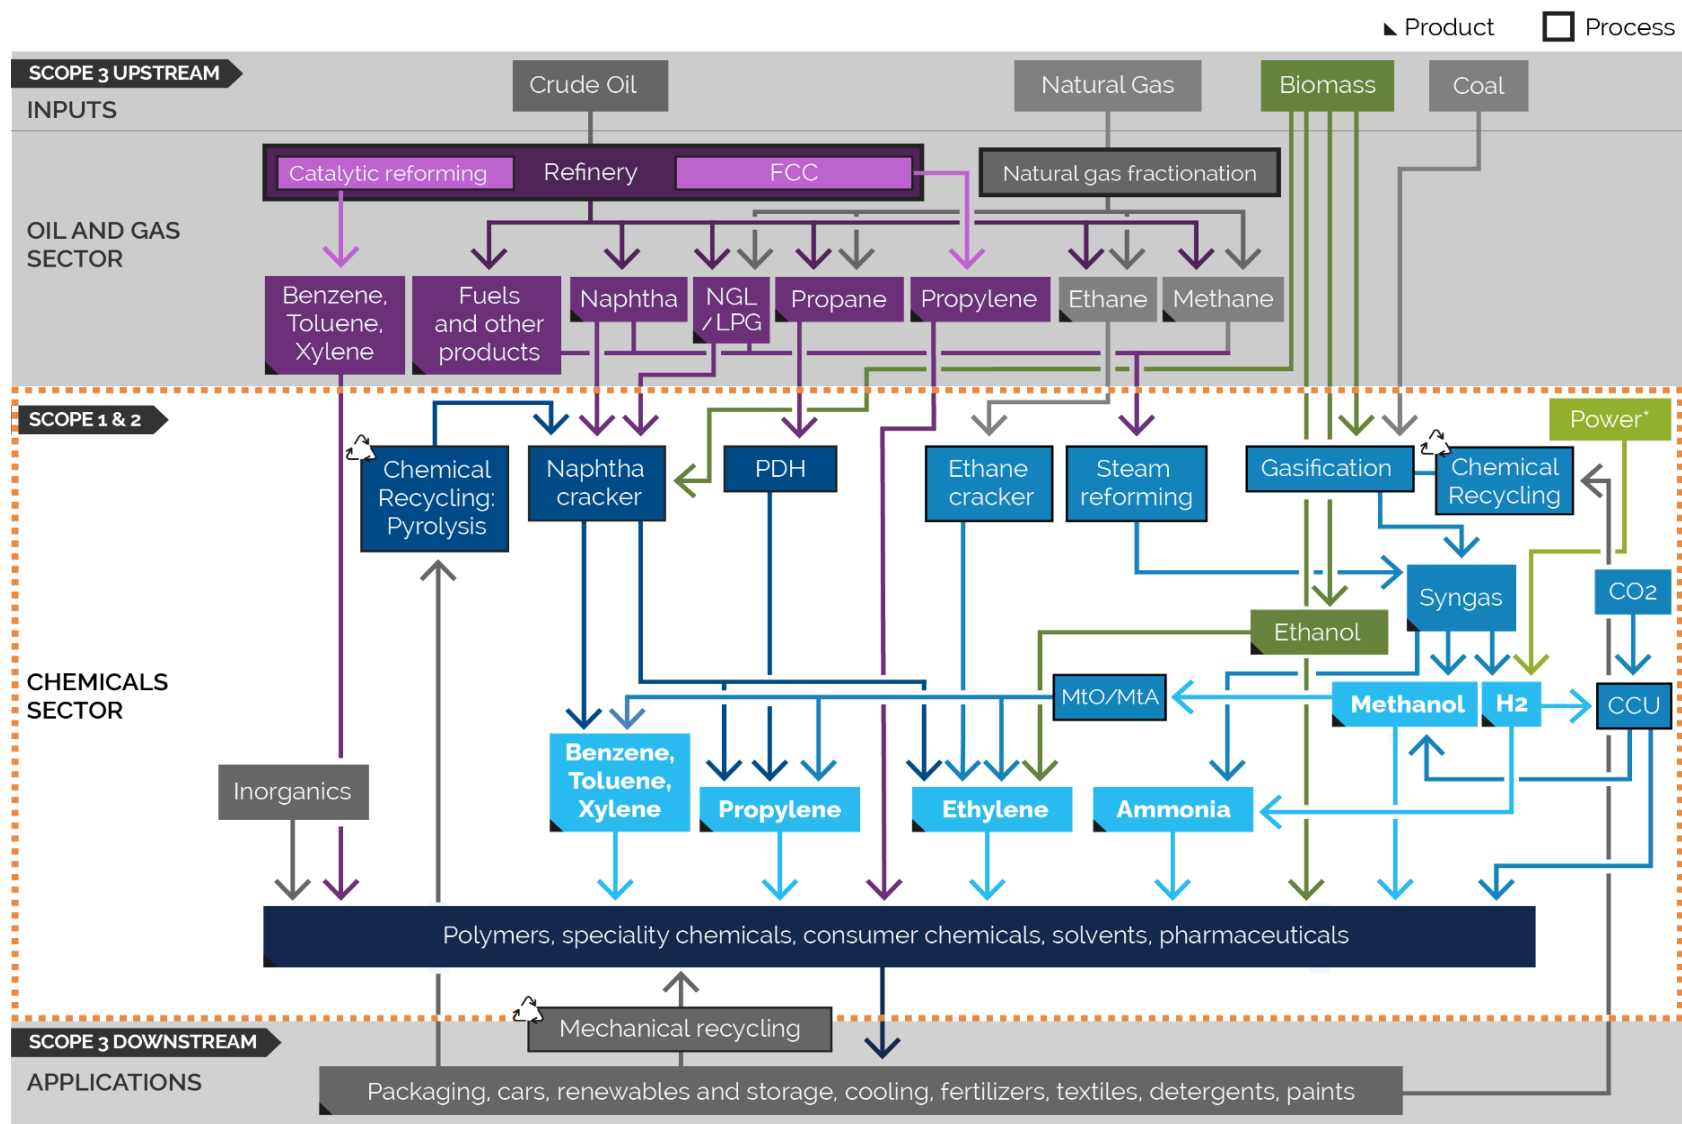 Product
Process
SCOPE 3 UPSTREAM
INPUTS
Crude Oil
Natural Gas
Biomass
Coal
Catalytic reforming
Refinery
FCC
Natural gas fractionation
OIL AND GAS
SECTOR
Benzene,
Toluene,
Xylene
Fuels
and other
products
Naphtha
NGL
/LPG
Propane
Propylene
Ethane
Methane
SCOPE 1 & 2
Power*
Chemical
Recycling:
Pyrolysis
Naphtha
cracker
PDH
Ethane
cracker
Steam
reforming
Gasification
Chemical
Recycling
Syngas
CO2
Ethanol
CHEMICALS
SECTOR
MtO/MtA
Methanol
H2
CCU
Inorganics
Benzene,
Toluene,
Xylene
Propylene
Ethylene
Ammonia
Polymers, speciality chemicals, consumer chemicals, solvents, pharmaceuticals
Mechanical recycling
SCOPE 3 DOWNSTREAM
APPLICATIONS
Packaging, cars, renewables and storage, cooling, fertilizers, textiles, detergents, paints